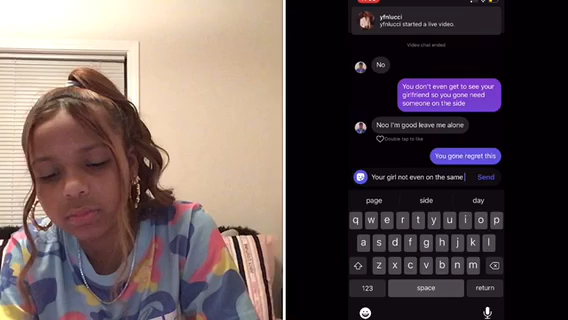 yfnlucci
yfnlucci started a live video.
Video chat ended
No
You don't even get to see your
girlfriend so you gone need
someone on the side
Noo I'm good leave me alone
Double tap to live
You gone regret this
Your girl not even on the same
Send
page side day
q w e r t y u i o p
a s d f g h j k l
z x c v b n m
123 space return